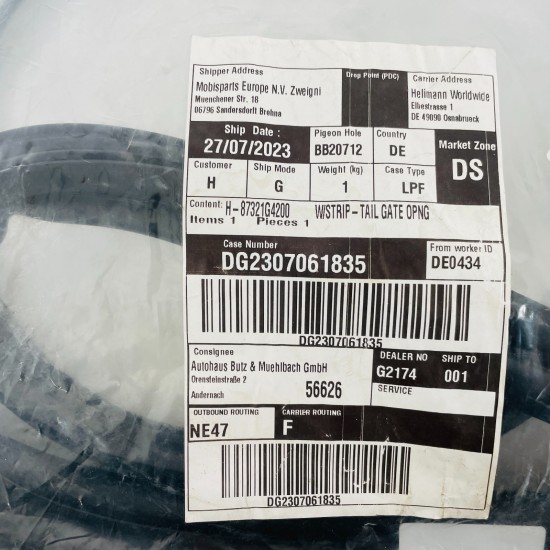 Shipper Address
Mobisparts Europe N.V. Zweigni
Muenchener Str. 18
06796 Sandersdorft Brehna
Drop Point (PDC)
Carrier Address
Hellmann Worldwide
Elbestrasse 1
DE 49090 Osnabrueck
Ship Date :
27/07/2023
Pigeon Hole
BB20712
Country
DE
Market Zone
DS
Customer
H
Ship Mode
G
Weight (kg)
1
Case Type
LPF
Content: H-87321G4200 W/STRIP-TAIL GATE OPNG
Items 1 Pieces 1
Case Number
DG2307061835
From worker ID
DE0434
DG2307061835
Consignee
Autohaus Butz & Muehlbach GmbH
Orensteinstraße 2
Andernach
56626
DEALER NO
G2174
SHIP TO
001
SERVICE
OUTBOUND ROUTING
NE47
CARRIER ROUTING
F
DG2307061835